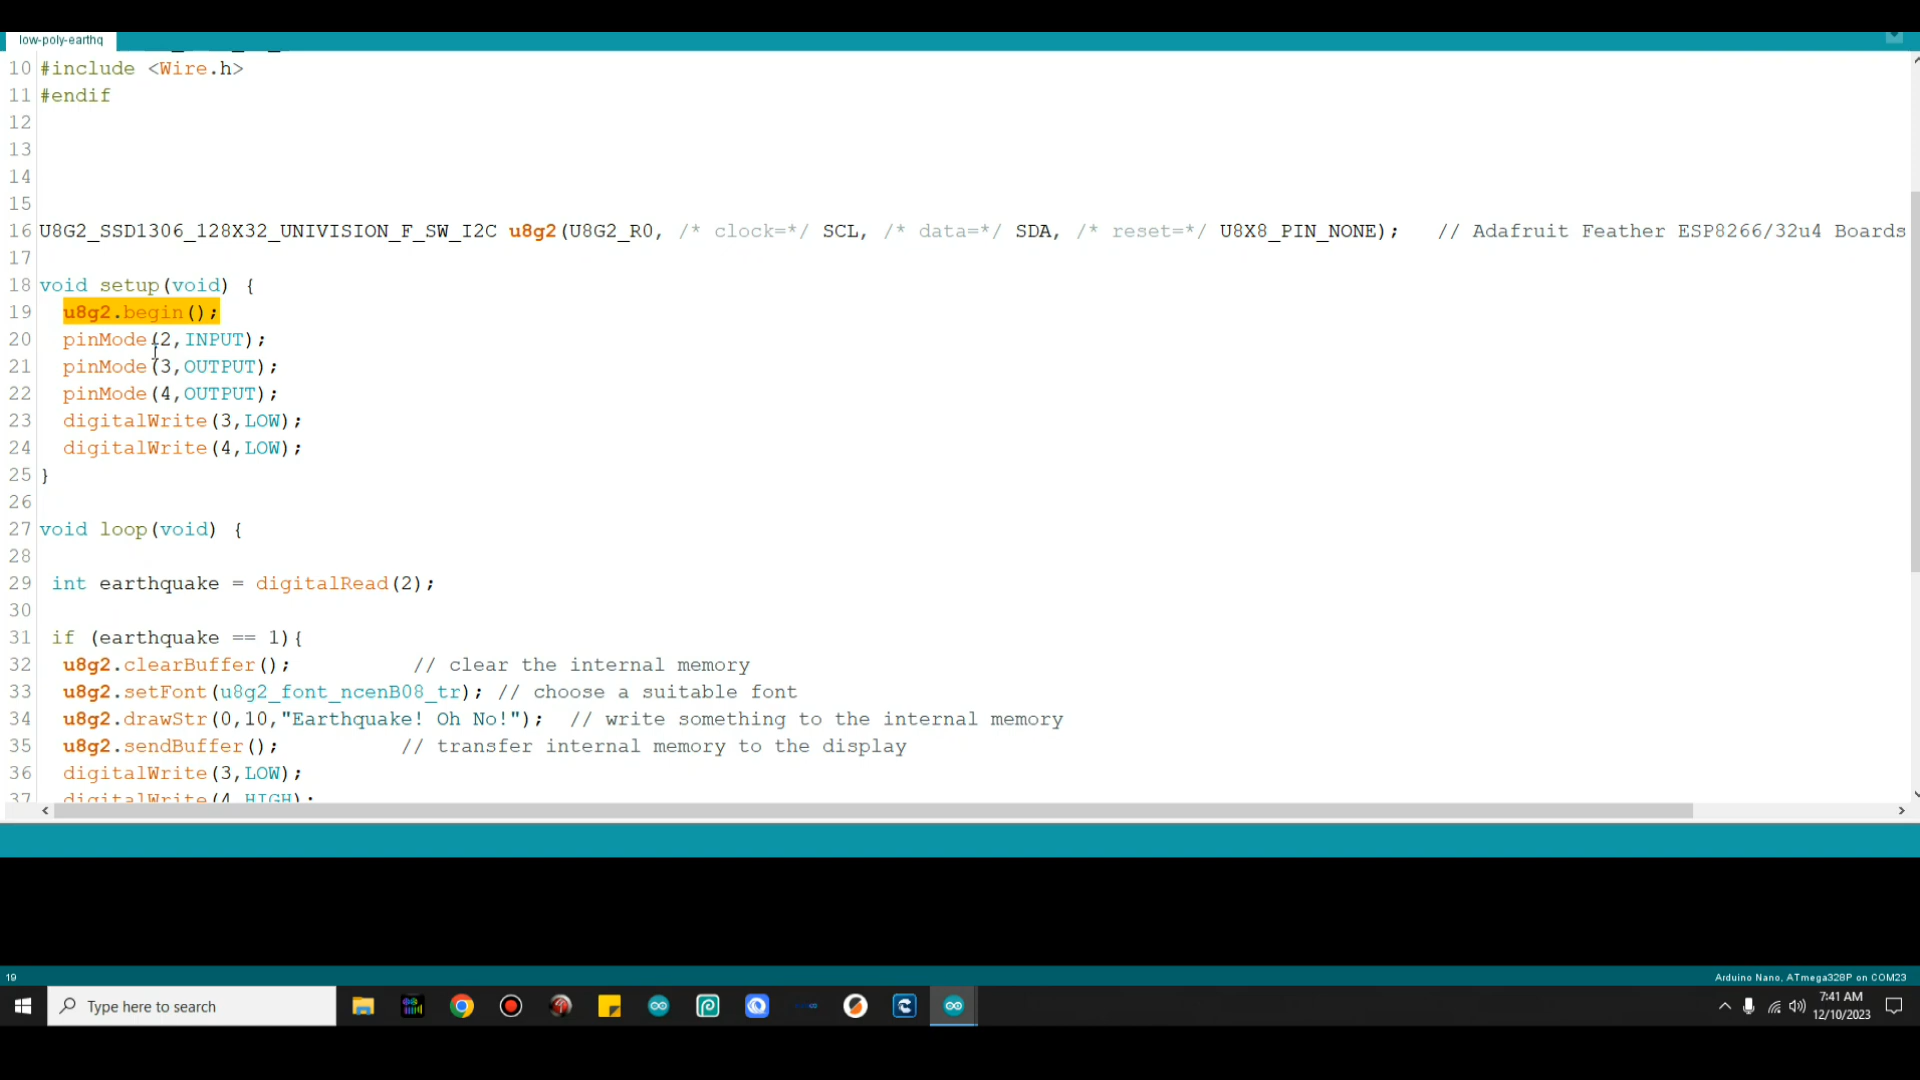 low-poly-earthq
10 #include <Wire.h>
11 #endif
12
13
14
15
16 U8G2_SSD1306_128X32_UNIVISION_F_SW_I2C u8g2(U8G2_R0, /* clock=*/ SCL, /* data=*/ SDA, /* reset=*/ U8X8_PIN_NONE);   // Adafruit Feather ESP8266/32u4 Boards
17
18 void setup(void) {
19   u8g2.begin();
20   pinMode(2,INPUT);
21   pinMode(3,OUTPUT);
22   pinMode(4,OUTPUT);
23   digitalWrite(3,LOW);
24   digitalWrite(4,LOW);
25 }
26
27 void loop(void) {
28
29  int earthquake = digitalRead(2);
30
31  if (earthquake == 1){
32   u8g2.clearBuffer();          // clear the internal memory
33   u8g2.setFont(u8g2_font_ncenB08_tr); // choose a suitable font
34   u8g2.drawStr(0,10,"Earthquake! Oh No!");  // write something to the internal memory
35   u8g2.sendBuffer();          // transfer internal memory to the display
36   digitalWrite(3,LOW);
37   digitalWrite(4,HIGH);
19
Arduino Nano, ATmega328P on COM23
Type here to search
7:41 AM
12/10/2023